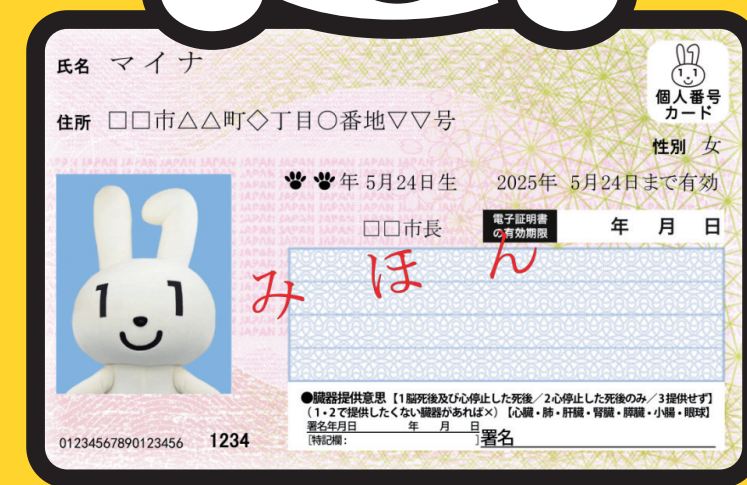 氏名 マイナ
個人番号
カード
住所 □□市△△町◇丁目○番地▽▽号
性別 女
年 5月24日生 2025年 5月24日まで有効
□□市長
電子証明書
の有効期限
年 月 日
みほん
●臓器提供意思【1脳死後及び心停止した死後/2心停止した死後のみ/3提供せず】
(1・2で提供したくない臓器があれば×)【心臓・肺・肝臓・腎臓・膵臓・小腸・眼球】
署名年月日 年 月 日
[特記欄: ]署名
01234567890123456 1234
JAPAN JAPAN JAPAN JAPAN JAPAN